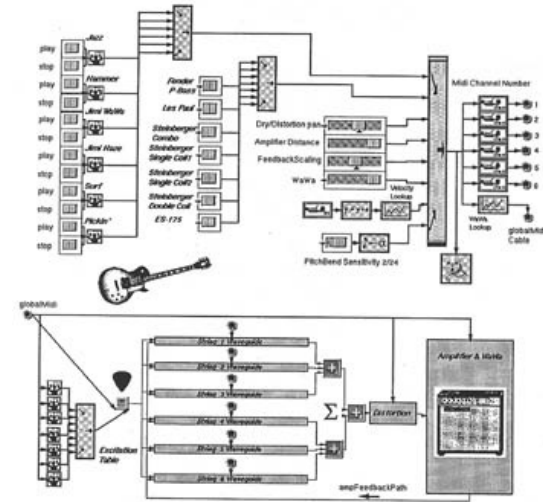 play
Jazz
stop
play
Hammer
stop
play
Jimi WaWa
stop
play
Jimi Haze
stop
play
Surf
stop
play
Pickin'
stop
Fender
P-Bass
Les Paul
Steinberger
Combo
Steinberger
Single Coil1
Steinberger
Single Coil2
Steinberger
Double Coil
ES-175
Dry/Distortion pan
Amplifier Distance
FeedbackScaling
WaWa
Velocity
Lookup
PitchBend Sensitivity 2/24
Midi Channel Number
1
2
3
4
5
6
WaWa
Lookup
globalMidi
Cable
globalMidi
Excitation
Table
String 1 Waveguide
String 2 Waveguide
String 3 Waveguide
String 4 Waveguide
String 5 Waveguide
String 6 Waveguide
Σ
Distortion
Amplifier & WaWa
ampFeedbackPath